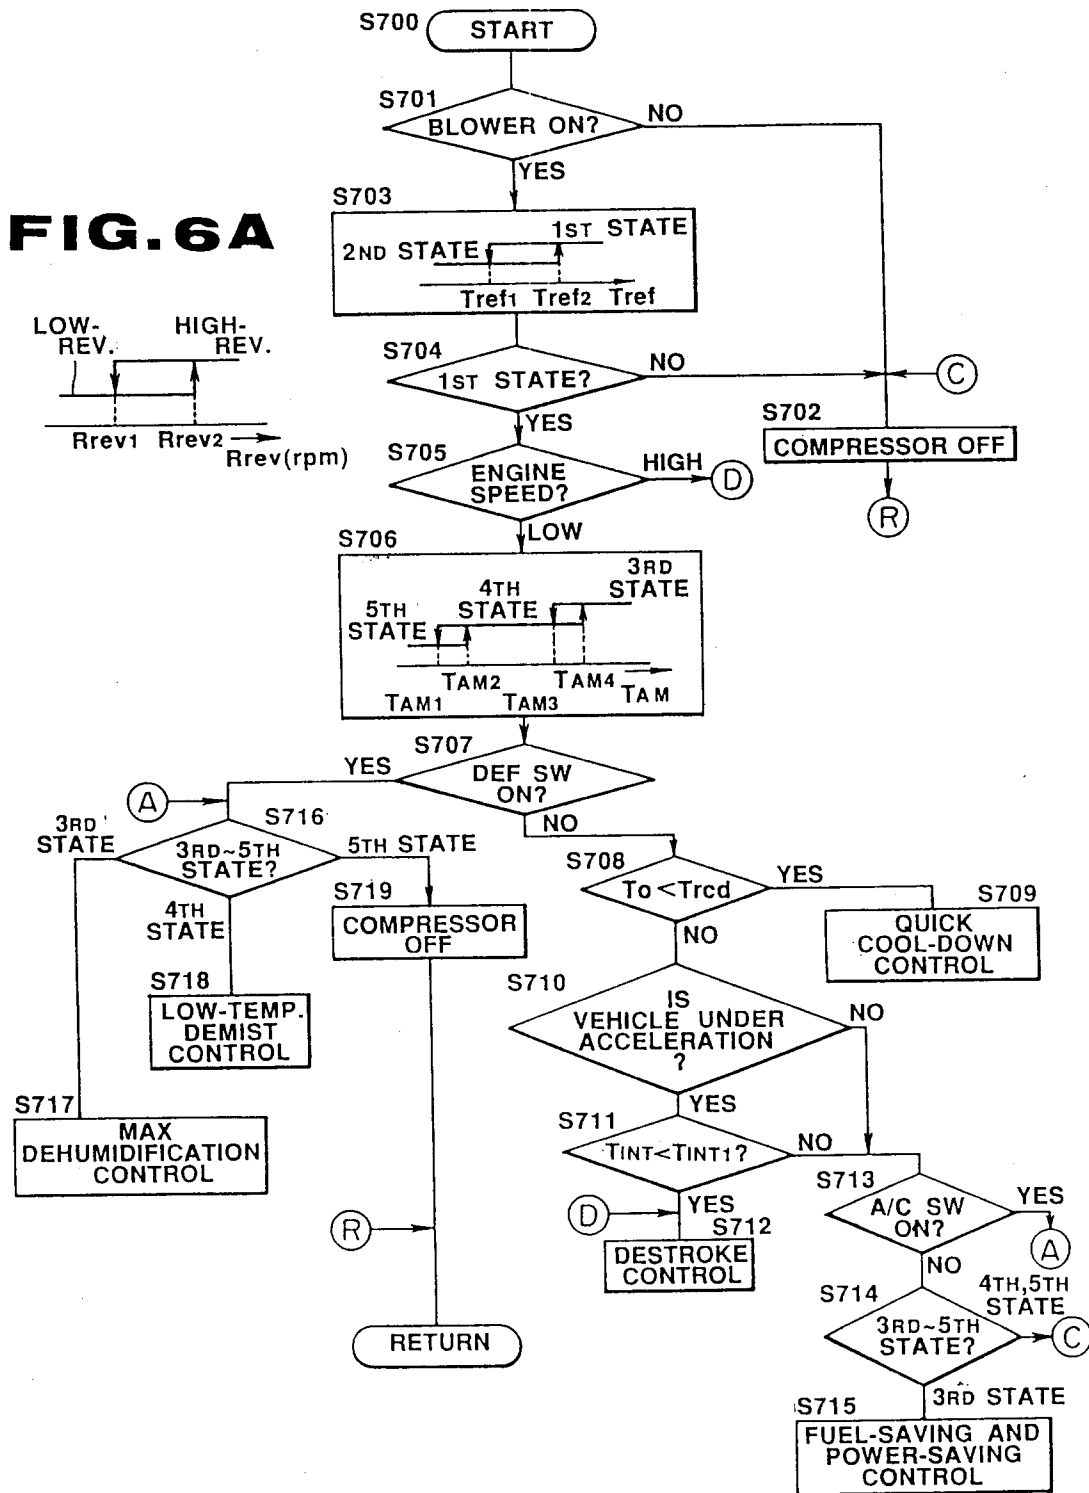 S700
START
S701
BLOWER ON?
NO
YES
S703
1ST STATE
2ND STATE
Tref1 Tref2 Tref
FIG.6A
LOW-
REV.
HIGH-
REV.
Rrev1 Rrev2
Rrev(rpm)
S704
1ST STATE?
NO
C
YES
S702
COMPRESSOR OFF
R
S705
ENGINE
SPEED?
HIGH
D
LOW
S706
3RD
STATE
4TH
STATE
5TH
STATE
TAM2 TAM4 TAM
TAM1 TAM3
S707
DEF SW
ON?
YES
NO
A
S716
3RD~5TH
STATE?
3RD
STATE
5TH STATE
4TH
STATE
S719
COMPRESSOR
OFF
S718
LOW-TEMP.
DEMIST
CONTROL
S717
MAX
DEHUMIDIFICATION
CONTROL
R
RETURN
S708
To<Trcd
YES
S709
QUICK
COOL-DOWN
CONTROL
NO
S710
IS
VEHICLE UNDER
ACCELERATION
?
NO
YES
S711
TINT<TINT1?
NO
YES
D
S712
DESTROKE
CONTROL
S713
A/C SW
ON?
YES
A
NO
S714
3RD~5TH
STATE?
4TH,5TH
STATE
C
3RD STATE
S715
FUEL-SAVING AND
POWER-SAVING
CONTROL